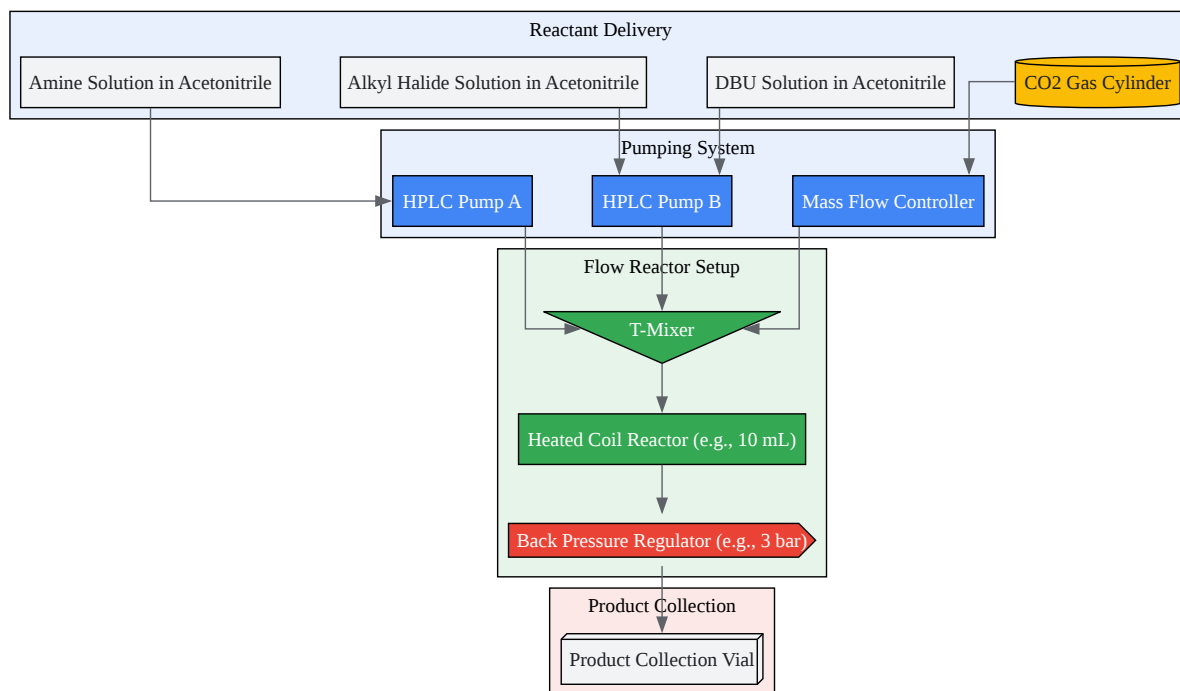 Reactant Delivery
Amine Solution in Acetonitrile
Alkyl Halide Solution in Acetonitrile
DBU Solution in Acetonitrile
CO2 Gas Cylinder
Pumping System
HPLC Pump A
HPLC Pump B
Mass Flow Controller
Flow Reactor Setup
T-Mixer
Heated Coil Reactor (e.g., 10 mL)
Back Pressure Regulator (e.g., 3 bar)
Product Collection
Product Collection Vial